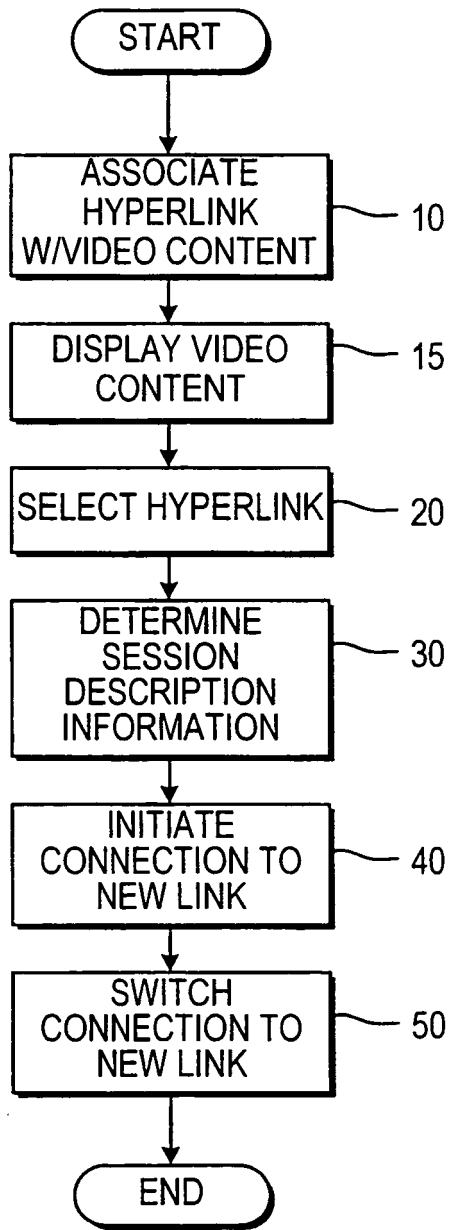 START
ASSOCIATE
HYPERLINK
W/VIDEO CONTENT
10
DISPLAY VIDEO
CONTENT
15
SELECT HYPERLINK
20
DETERMINE
SESSION
DESCRIPTION
INFORMATION
30
INITIATE
CONNECTION TO
NEW LINK
40
SWITCH
CONNECTION TO
NEW LINK
50
END